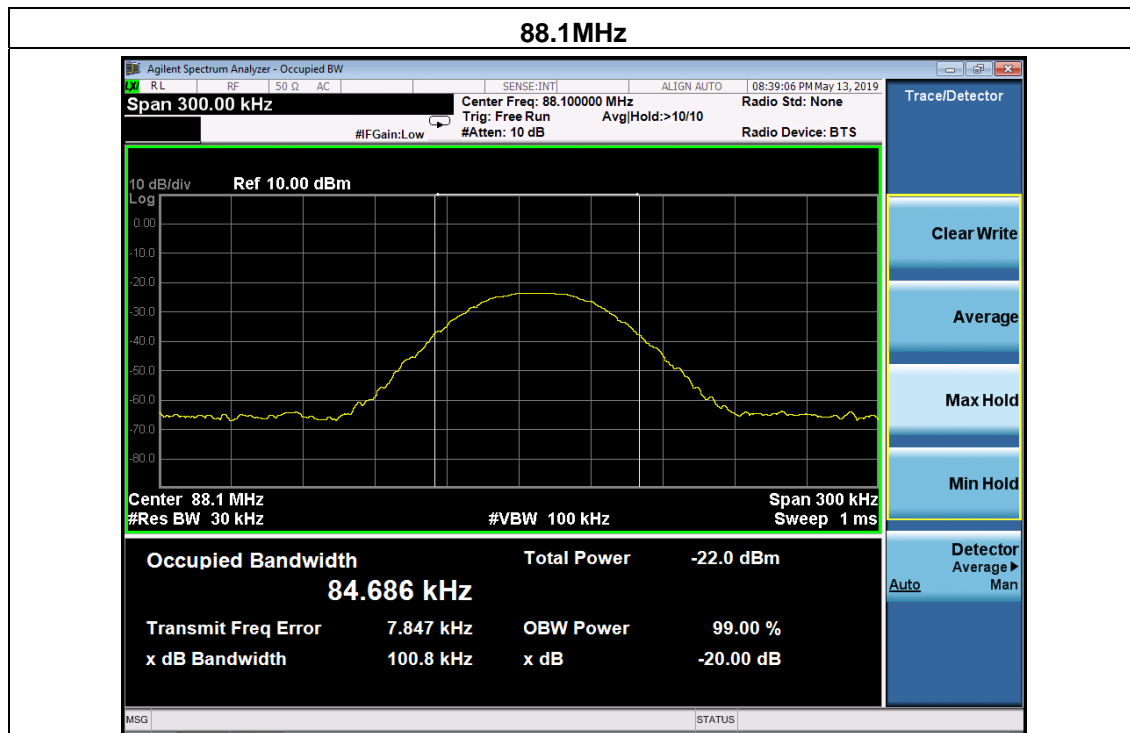 88.1MHz
Agilent Spectrum Analyzer - Occupied BW
LXI RL RF 50 Ω AC SENSE:INT ALIGN AUTO 08:39:06 PM May 13, 2019
Span 300.00 kHz
Center Freq: 88.100000 MHz
Radio Std: None
Trig: Free Run Avg|Hold:>10/10
#IFGain:Low #Atten: 10 dB Radio Device: BTS
10 dB/div Ref 10.00 dBm
Log
0.00
-10.0
-20.0
-30.0
-40.0
-50.0
-60.0
-70.0
-80.0
Center 88.1 MHz Span 300 kHz
#Res BW 30 kHz #VBW 100 kHz Sweep 1 ms
Occupied Bandwidth Total Power -22.0 dBm
84.686 kHz
Transmit Freq Error 7.847 kHz OBW Power 99.00 %
x dB Bandwidth 100.8 kHz x dB -20.00 dB
MSG STATUS
Trace/Detector
Clear Write
Average
Max Hold
Min Hold
Detector
Average▶
Auto Man